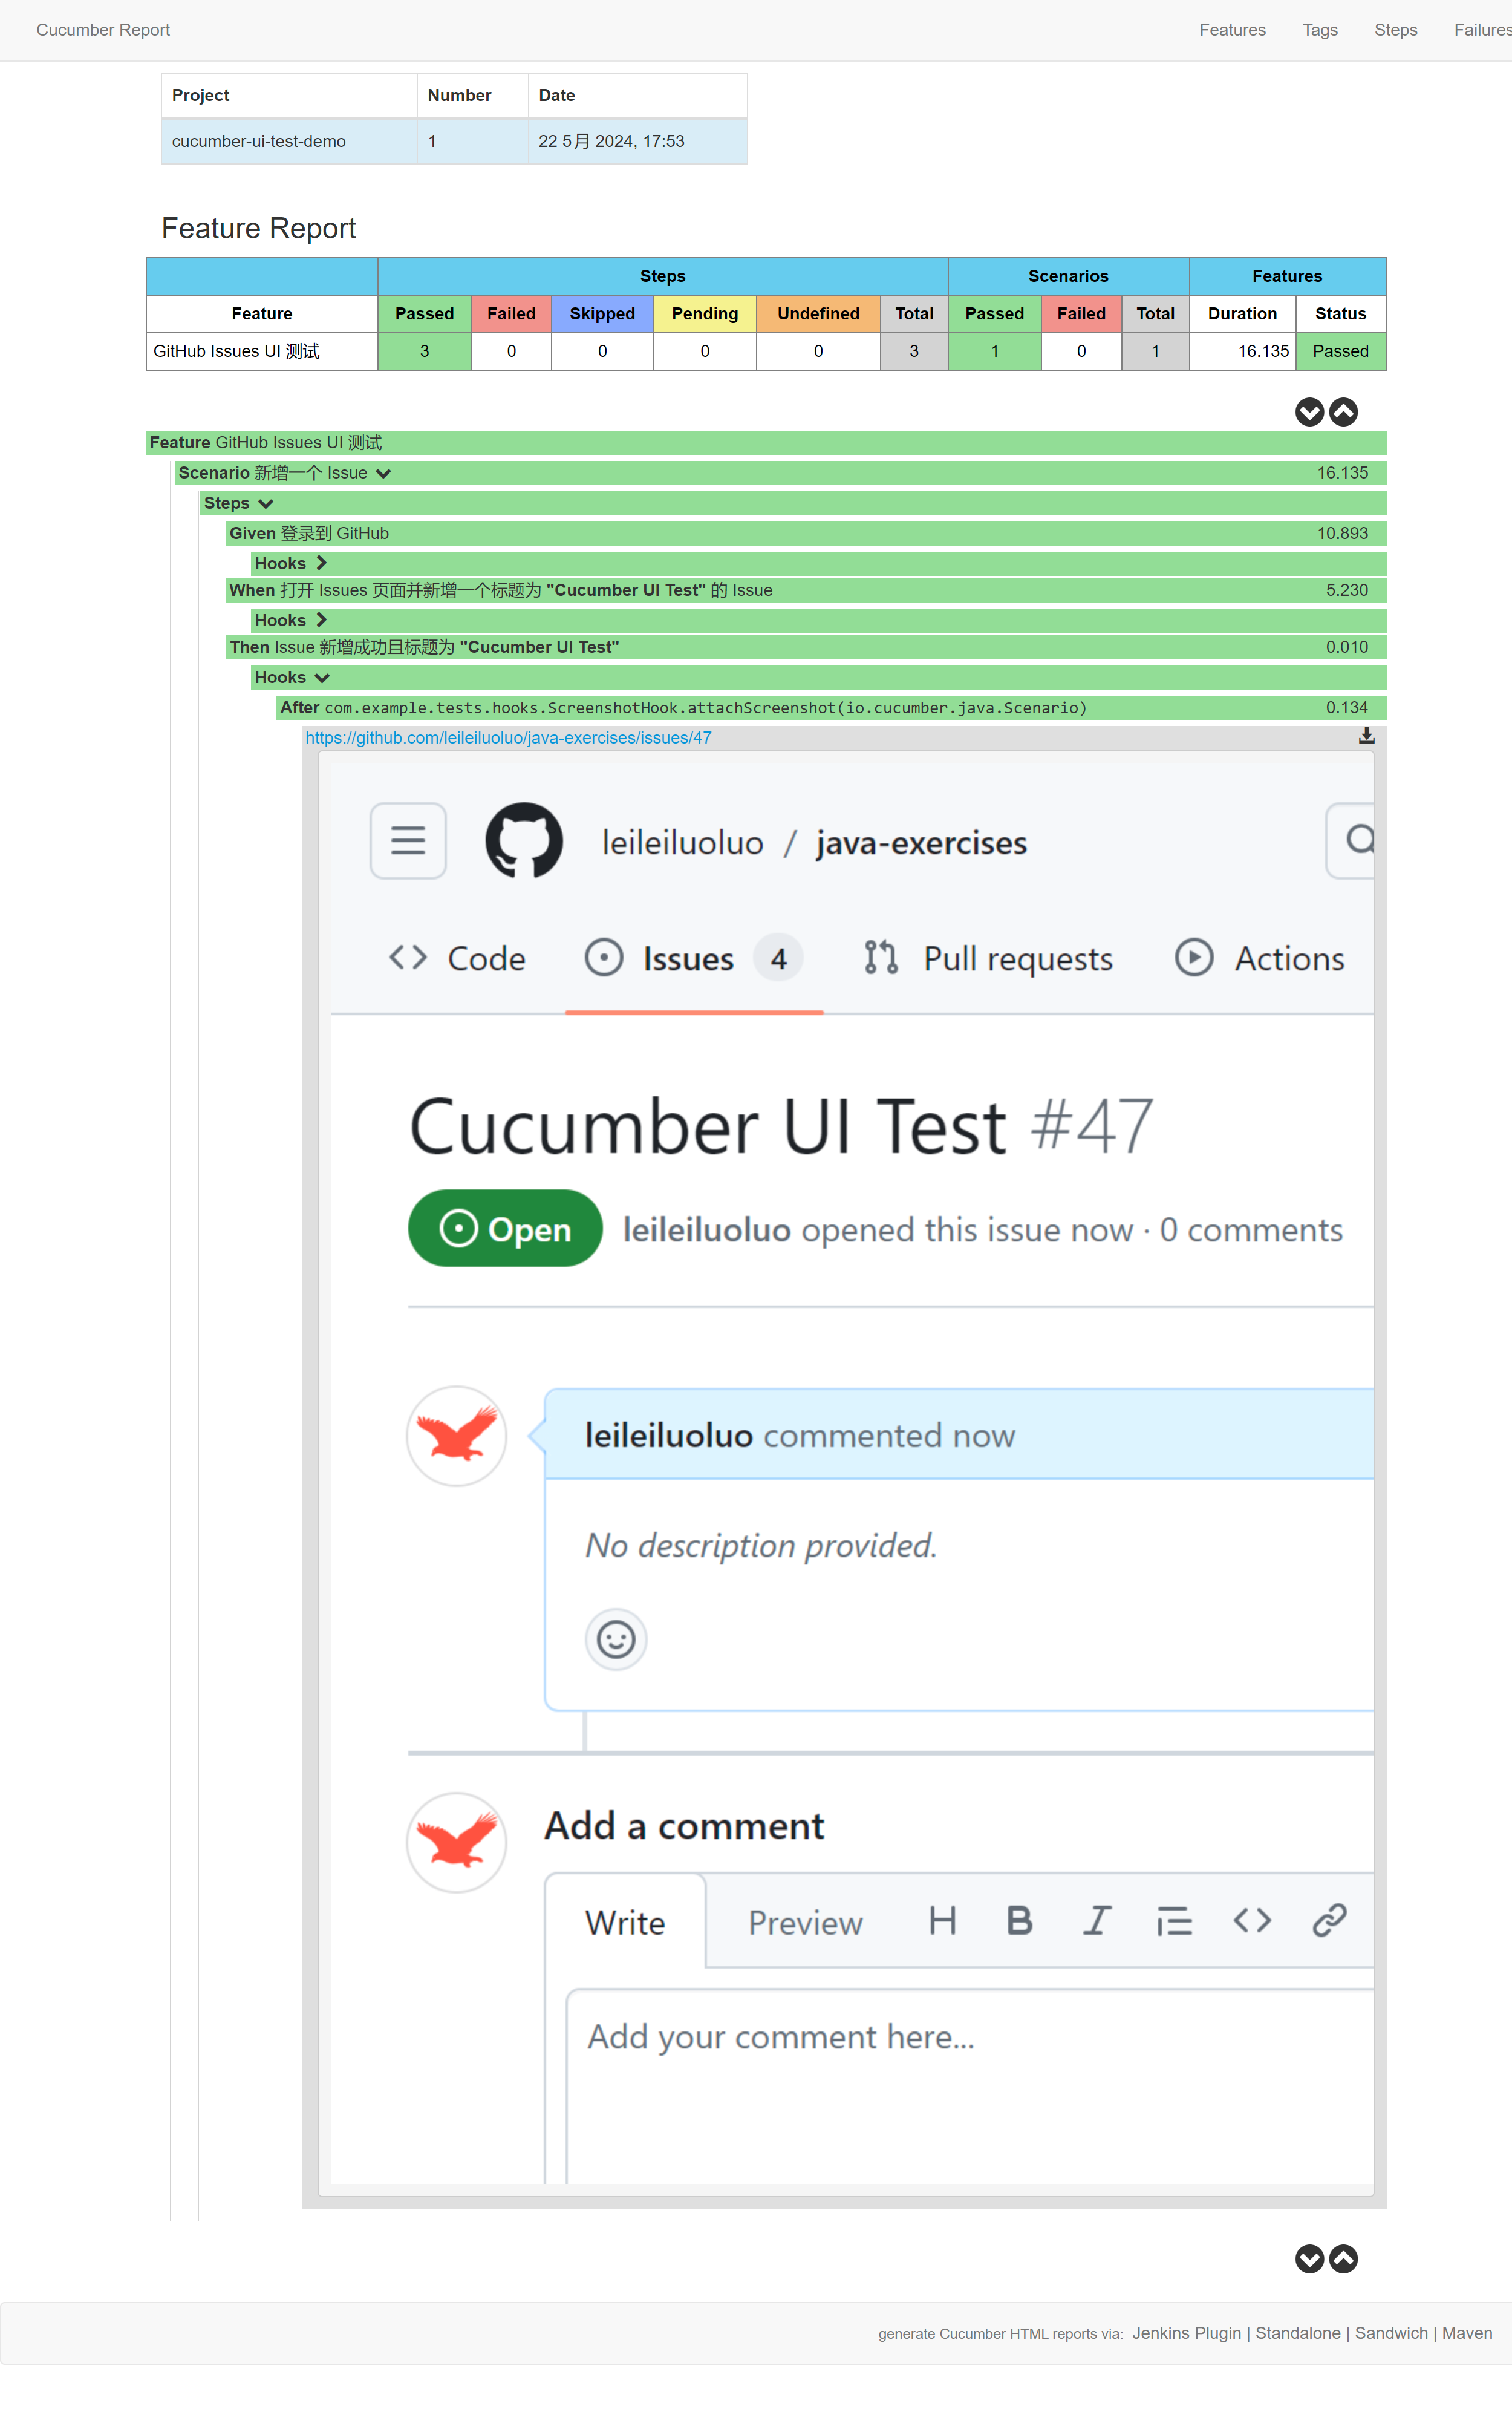 Cucumber Report Features Tags Steps Failures
Project Number Date
cucumber-ui-test-demo 1 22 5月 2024, 17:53
Feature Report
Steps Scenarios Features
Feature Passed Failed Skipped Pending Undefined Total Passed Failed Total Duration Status
GitHub Issues UI 测试 3 0 0 0 0 3 1 0 1 16.135 Passed
Feature GitHub Issues UI 测试
Scenario 新增一个 Issue 16.135
Steps
Given 登录到 GitHub 10.893
Hooks
When 打开 Issues 页面并新增一个标题为 "Cucumber UI Test" 的 Issue 5.230
Hooks
Then Issue 新增成功且标题为 "Cucumber UI Test" 0.010
Hooks
After com.example.tests.hooks.ScreenshotHook.attachScreenshot(io.cucumber.java.Scenario) 0.134
https://github.com/leileiluoluo/java-exercises/issues/47
leileiluoluo / java-exercises
Code Issues 4 Pull requests Actions
Cucumber UI Test #47
Open leileiluoluo opened this issue now · 0 comments
leileiluoluo commented now
No description provided.
Add a comment
Write Preview H B I
Add your comment here...
generate Cucumber HTML reports via: Jenkins Plugin | Standalone | Sandwich | Maven